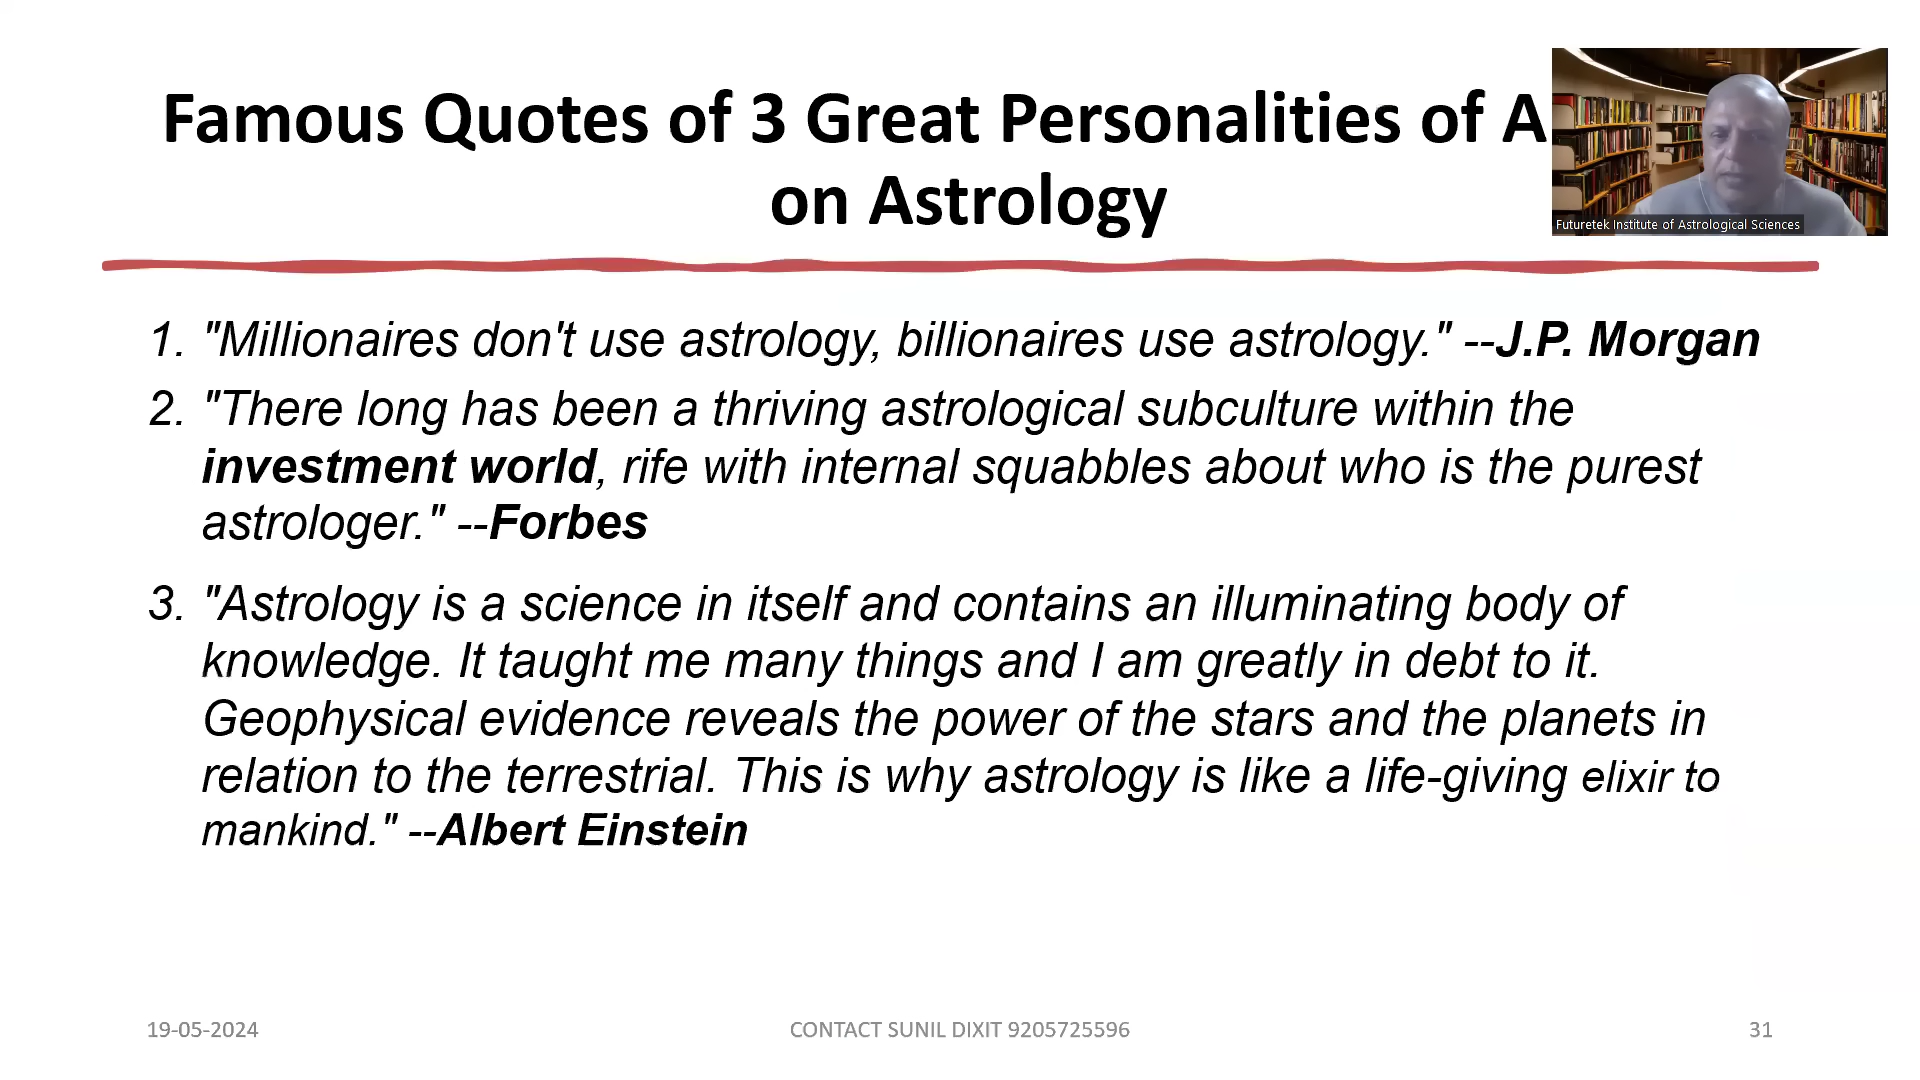 Famous Quotes of 3 Great Personalities of A
on Astrology
Futuretek Institute of Astrological Sciences
1. "Millionaires don't use astrology, billionaires use astrology." --J.P. Morgan
2. "There long has been a thriving astrological subculture within the
investment world, rife with internal squabbles about who is the purest
astrologer." --Forbes
3. "Astrology is a science in itself and contains an illuminating body of
knowledge. It taught me many things and I am greatly in debt to it.
Geophysical evidence reveals the power of the stars and the planets in
relation to the terrestrial. This is why astrology is like a life-giving elixir to
mankind." --Albert Einstein
19-05-2024
CONTACT SUNIL DIXIT 9205725596
31